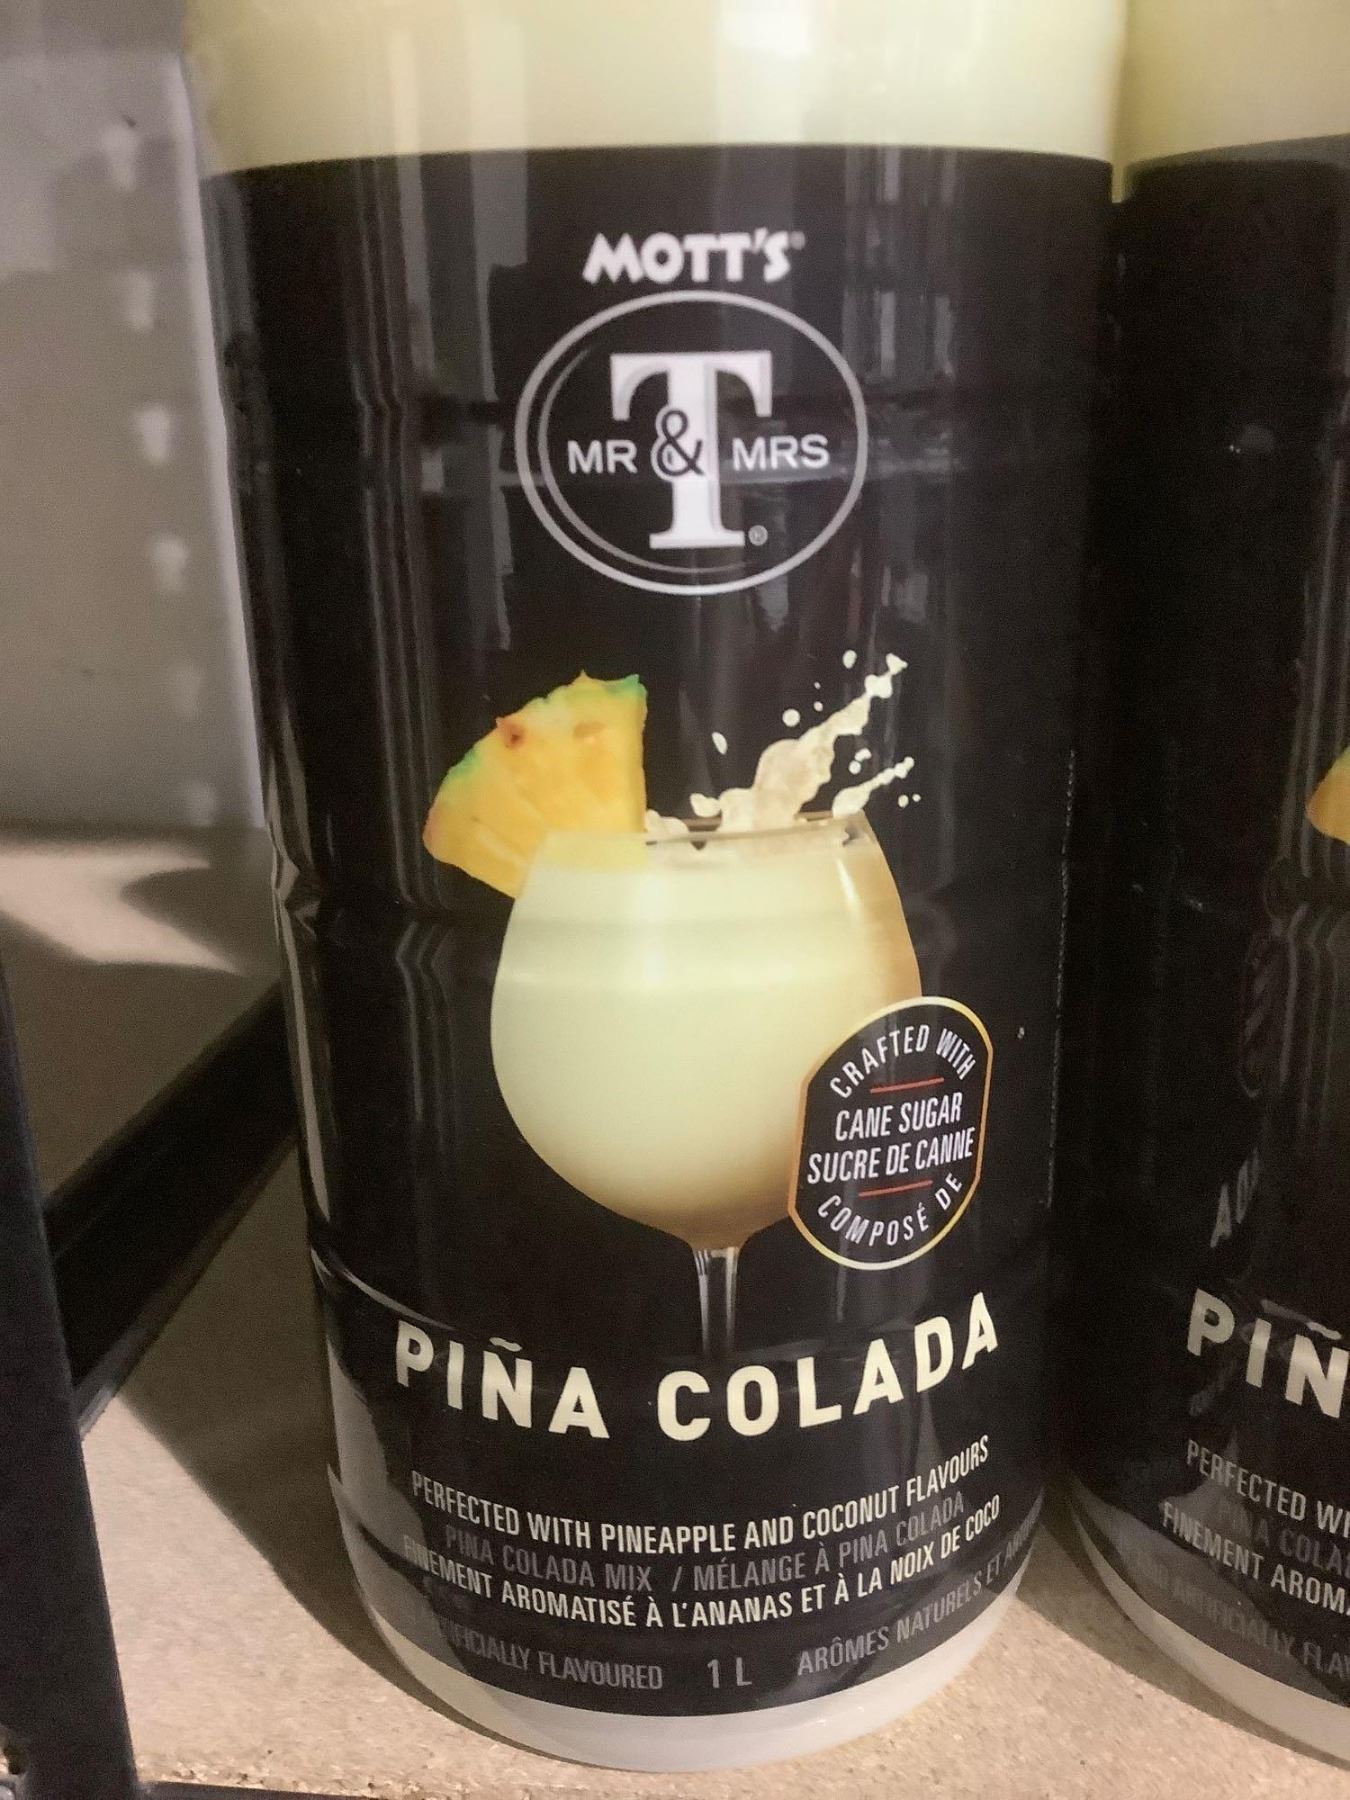 MOTT'S
T
MR & MRS
®
CRAFTED WITH
CANE SUGAR
SUCRE DE CANNE
COMPOSÉ DE
PIÑA COLADA
PERFECTED WITH PINEAPPLE AND COCONUT FLAVOURS
PINA COLADA MIX / MÉLANGE À PINA COLADA
FINEMENT AROMATISÉ À L'ANANAS ET À LA NOIX DE COCO
FLAVOURED 1 L ARÔMES NATURELS ET
PIÑ
PERFECTED
PINA
FINEMENT